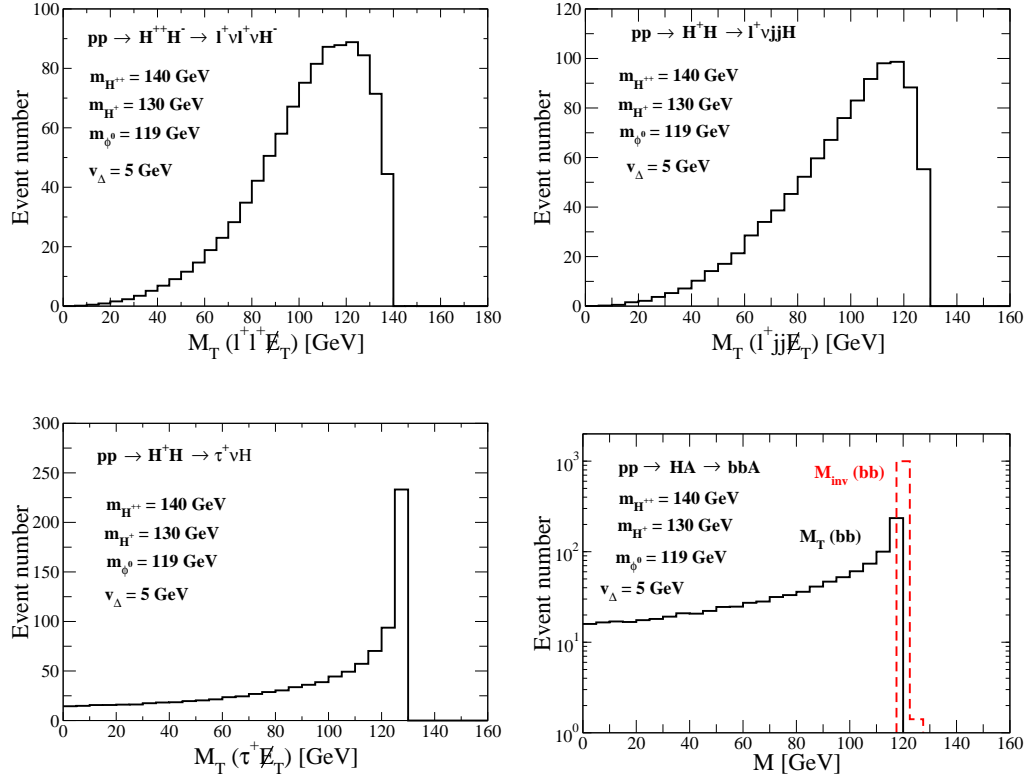 pp → H⁺⁺H⁻ → l⁺νl⁺νH⁻
m_H⁺⁺ = 140 GeV
m_H⁺ = 130 GeV
m_ϕ⁰ = 119 GeV
v_Δ = 5 GeV
Event number
100
80
60
40
20
0
0 20 40 60 80 100 120 140 160 180
M_T (l⁺l⁺E̸_T) [GeV]
pp → H⁺H → l⁺νjjH
m_H⁺⁺ = 140 GeV
m_H⁺ = 130 GeV
m_ϕ⁰ = 119 GeV
v_Δ = 5 GeV
Event number
120
100
80
60
40
20
0
0 20 40 60 80 100 120 140 160
M_T (l⁺jjE̸_T) [GeV]
pp → H⁺H → τ⁺νH
m_H⁺⁺ = 140 GeV
m_H⁺ = 130 GeV
m_ϕ⁰ = 119 GeV
v_Δ = 5 GeV
Event number
300
250
200
150
100
50
0
0 20 40 60 80 100 120 140 160
M_T (τ⁺E̸_T) [GeV]
pp → HA → bbA
M_inv (bb)
m_H⁺⁺ = 140 GeV
m_H⁺ = 130 GeV
M_T (bb)
m_ϕ⁰ = 119 GeV
v_Δ = 5 GeV
Event number
10³
10²
10¹
10⁰
0 20 40 60 80 100 120 140 160
M [GeV]